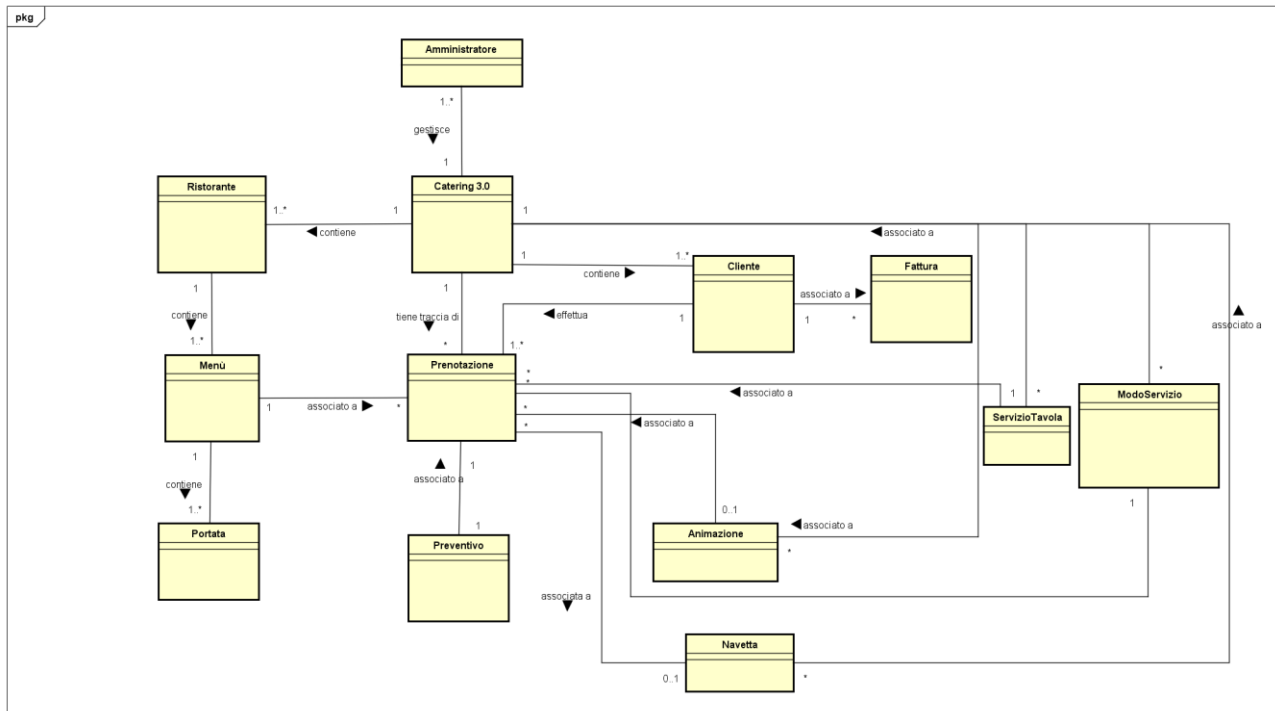 pkg
Amministratore
1..*
gestisce
1
Ristorante
Catering 3.0
1..*
1
contiene
1
associato a
1
contiene
1..*
Cliente
Fattura
associato a
1
*
1
contiene
1..*
1
tiene traccia di
*
effettua
1
1..*
associato a
Menù
Prenotazione
1
associato a
*
*
*
*
*
associato a
1
*
ServizioTavola
*
ModoServizio
1
associato a
1
contiene
1..*
Portata
1
associato a
1
Preventivo
0..1
Animazione
associato a
*
associata a
Navetta
0..1
*